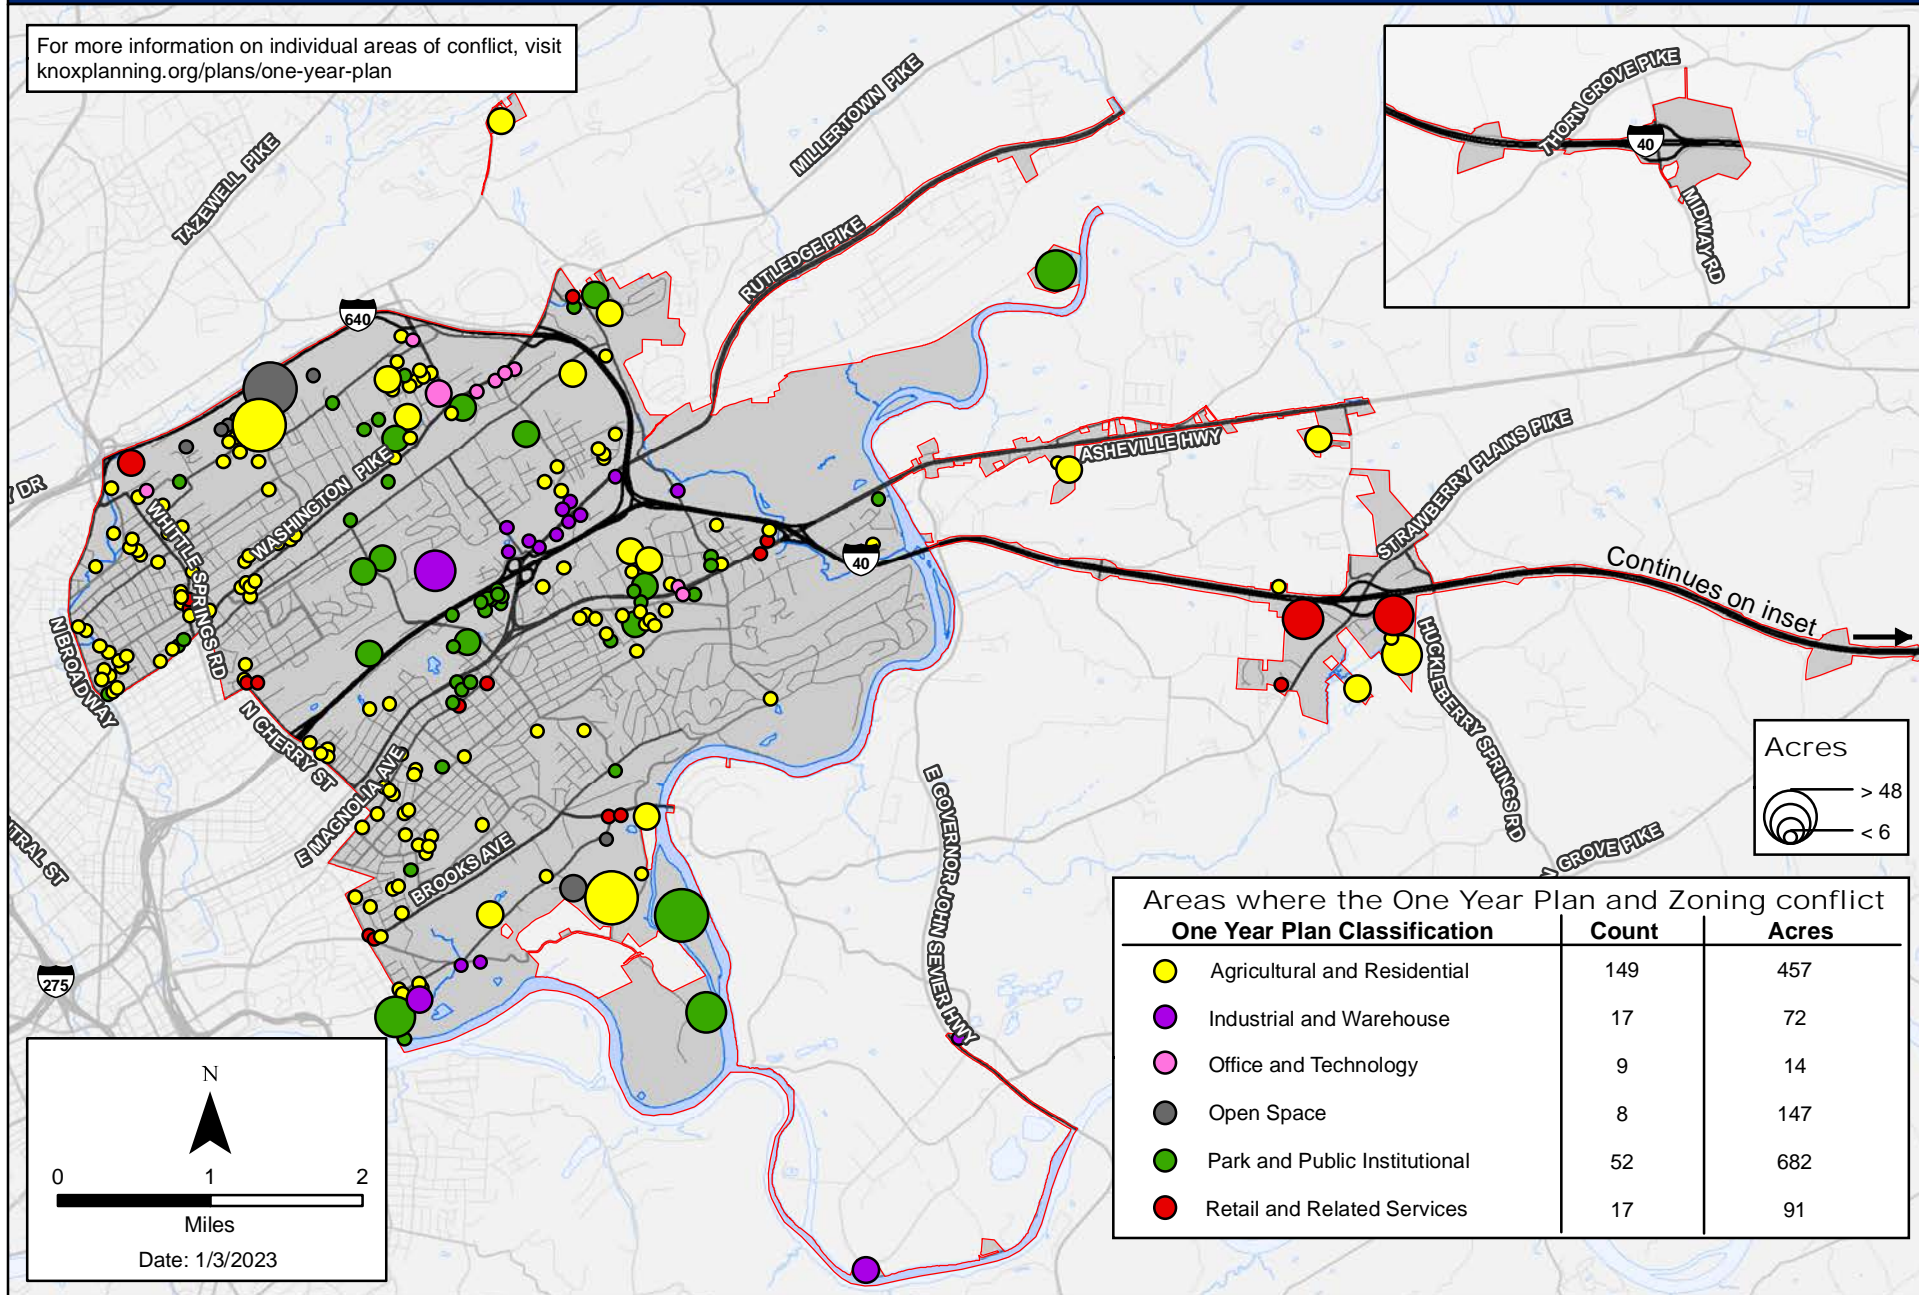 For more information on individual areas of conflict, visit
knoxplanning.org/plans/one-year-plan
TAZEWELL PIKE
MILLERTOWN PIKE
RUTLEDGE PIKE
THORN GROVE PIKE
40
MIDWAY RD
640
ASHEVILLE HWY
STRAWBERRY PLAINS PIKE
Y DR
WASHINGTON PIKE
WHITTLE SPRINGS RD
40
Continues on inset
N BROADWAY
HUCKLEBERRY SPRINGS RD
N CHERRY ST
E MAGNOLIA AVE
E GOVERNOR JOHN SEVIER HWY
NTRAL ST
BROOKS AVE
GROVE PIKE
275
Acres
> 48
< 6
Areas where the One Year Plan and Zoning conflict
One Year Plan Classification Count Acres
Agricultural and Residential 149 457
Industrial and Warehouse 17 72
Office and Technology 9 14
Open Space 8 147
Park and Public Institutional 52 682
Retail and Related Services 17 91
N
0 1 2
Miles
Date: 1/3/2023